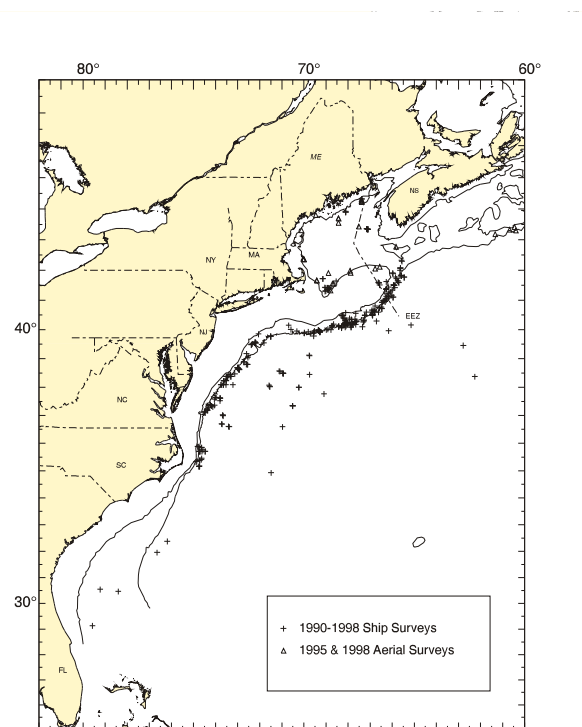 80° 70° 60°
ME
NS
NY MA
EEZ
40° NJ
NC
SC
30°
+ 1990-1998 Ship Surveys
△ 1995 & 1998 Aerial Surveys
FL